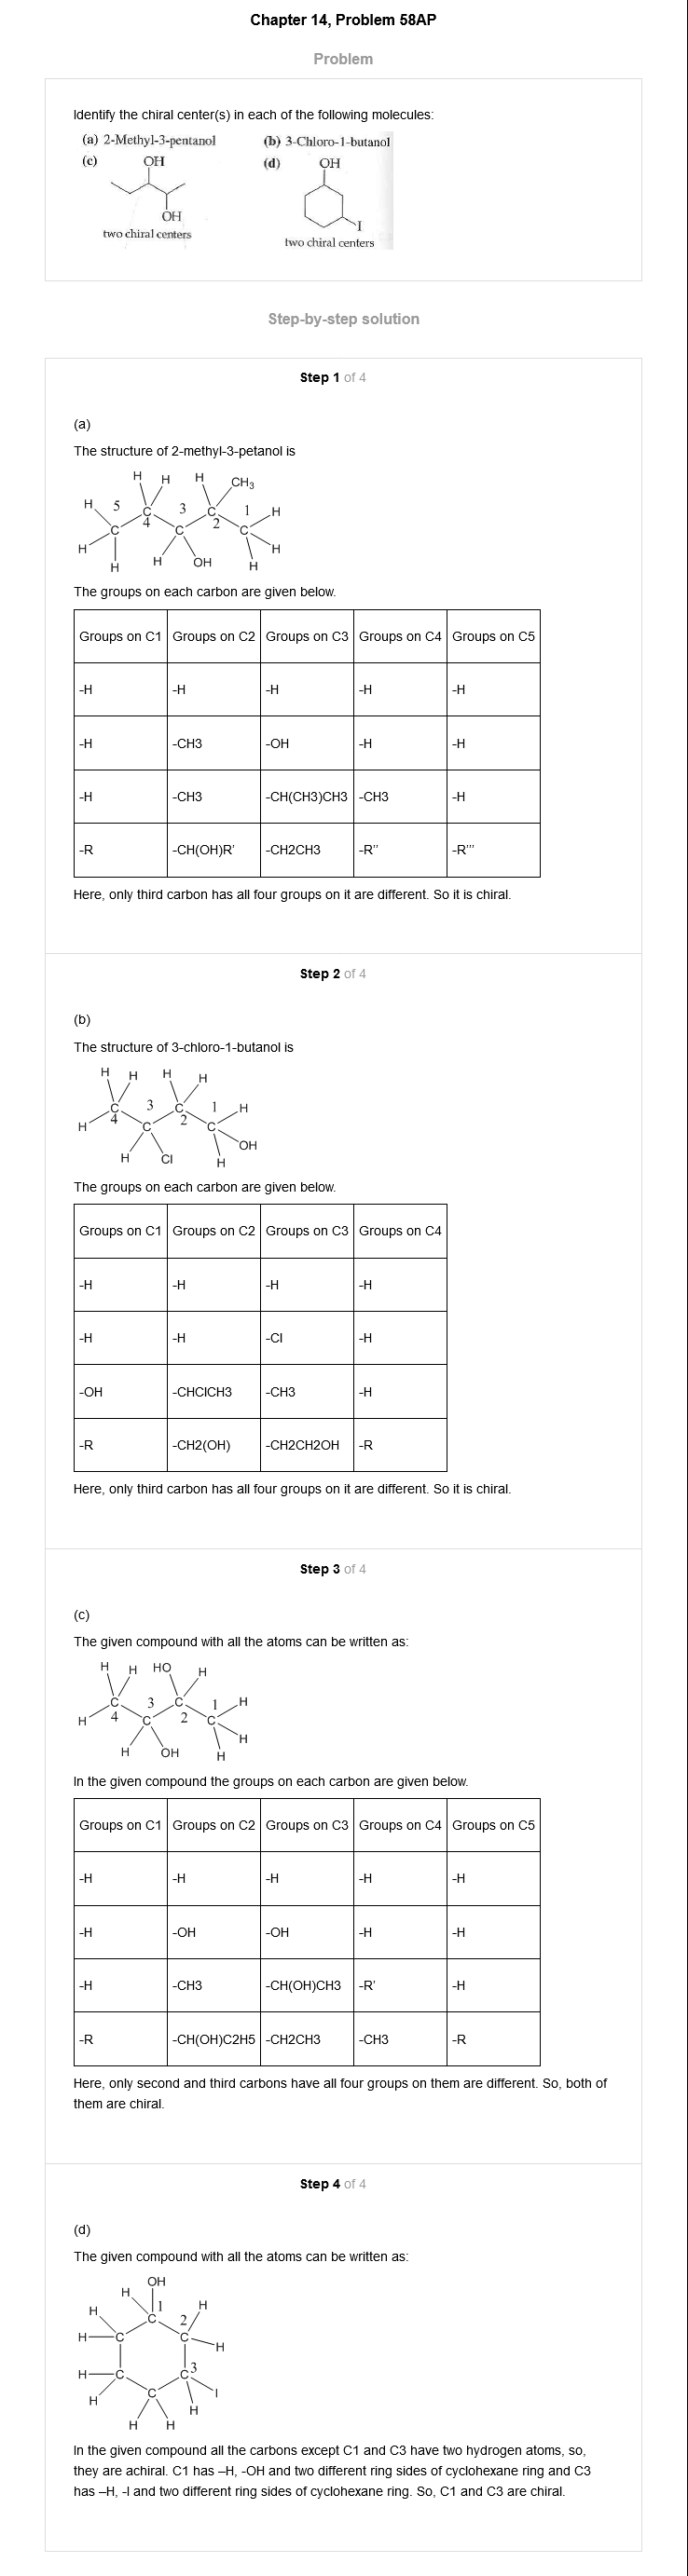 Chapter 14, Problem 58AP
Problem
Identify the chiral center(s) in each of the following molecules:
(a) 2-Methyl-3-pentanol (b) 3-Chloro-1-butanol
(c) OH (d) OH
OH
two chiral centers
I
two chiral centers
Step-by-step solution
Step 1 of 4
(a)
The structure of 2-methyl-3-petanol is
H H H CH3
H 5 C 3 C 1 H
C 4 C 2 C
H H
H H OH H
The groups on each carbon are given below.
Groups on C1 Groups on C2 Groups on C3 Groups on C4 Groups on C5
-H -H -H -H -H
-H -CH3 -OH -H -H
-H -CH3 -CH(CH3)CH3 -CH3 -H
-R -CH(OH)R' -CH2CH3 -R'' -R'''
Here, only third carbon has all four groups on it are different. So it is chiral.
Step 2 of 4
(b)
The structure of 3-chloro-1-butanol is
H H H H
C 3 C 1 H
4 C 2 C
H OH
H Cl H
The groups on each carbon are given below.
Groups on C1 Groups on C2 Groups on C3 Groups on C4
-H -H -H -H
-H -H -Cl -H
-OH -CHClCH3 -CH3 -H
-R -CH2(OH) -CH2CH2OH -R
Here, only third carbon has all four groups on it are different. So it is chiral.
Step 3 of 4
(c)
The given compound with all the atoms can be written as:
H H HO H
C 3 C 1 H
H 4 C 2 C
H
H OH H
In the given compound the groups on each carbon are given below.
Groups on C1 Groups on C2 Groups on C3 Groups on C4 Groups on C5
-H -H -H -H -H
-H -OH -OH -H -H
-H -CH3 -CH(OH)CH3 -R' -H
-R -CH(OH)C2H5 -CH2CH3 -CH3 -R
Here, only second and third carbons have all four groups on them are different. So, both of
them are chiral.
Step 4 of 4
(d)
The given compound with all the atoms can be written as:
OH
H
H 1 H
C 2
H C C
H
H C C 3
H C I
H
H H
In the given compound all the carbons except C1 and C3 have two hydrogen atoms, so,
they are achiral. C1 has –H, -OH and two different ring sides of cyclohexane ring and C3
has –H, -I and two different ring sides of cyclohexane ring. So, C1 and C3 are chiral.